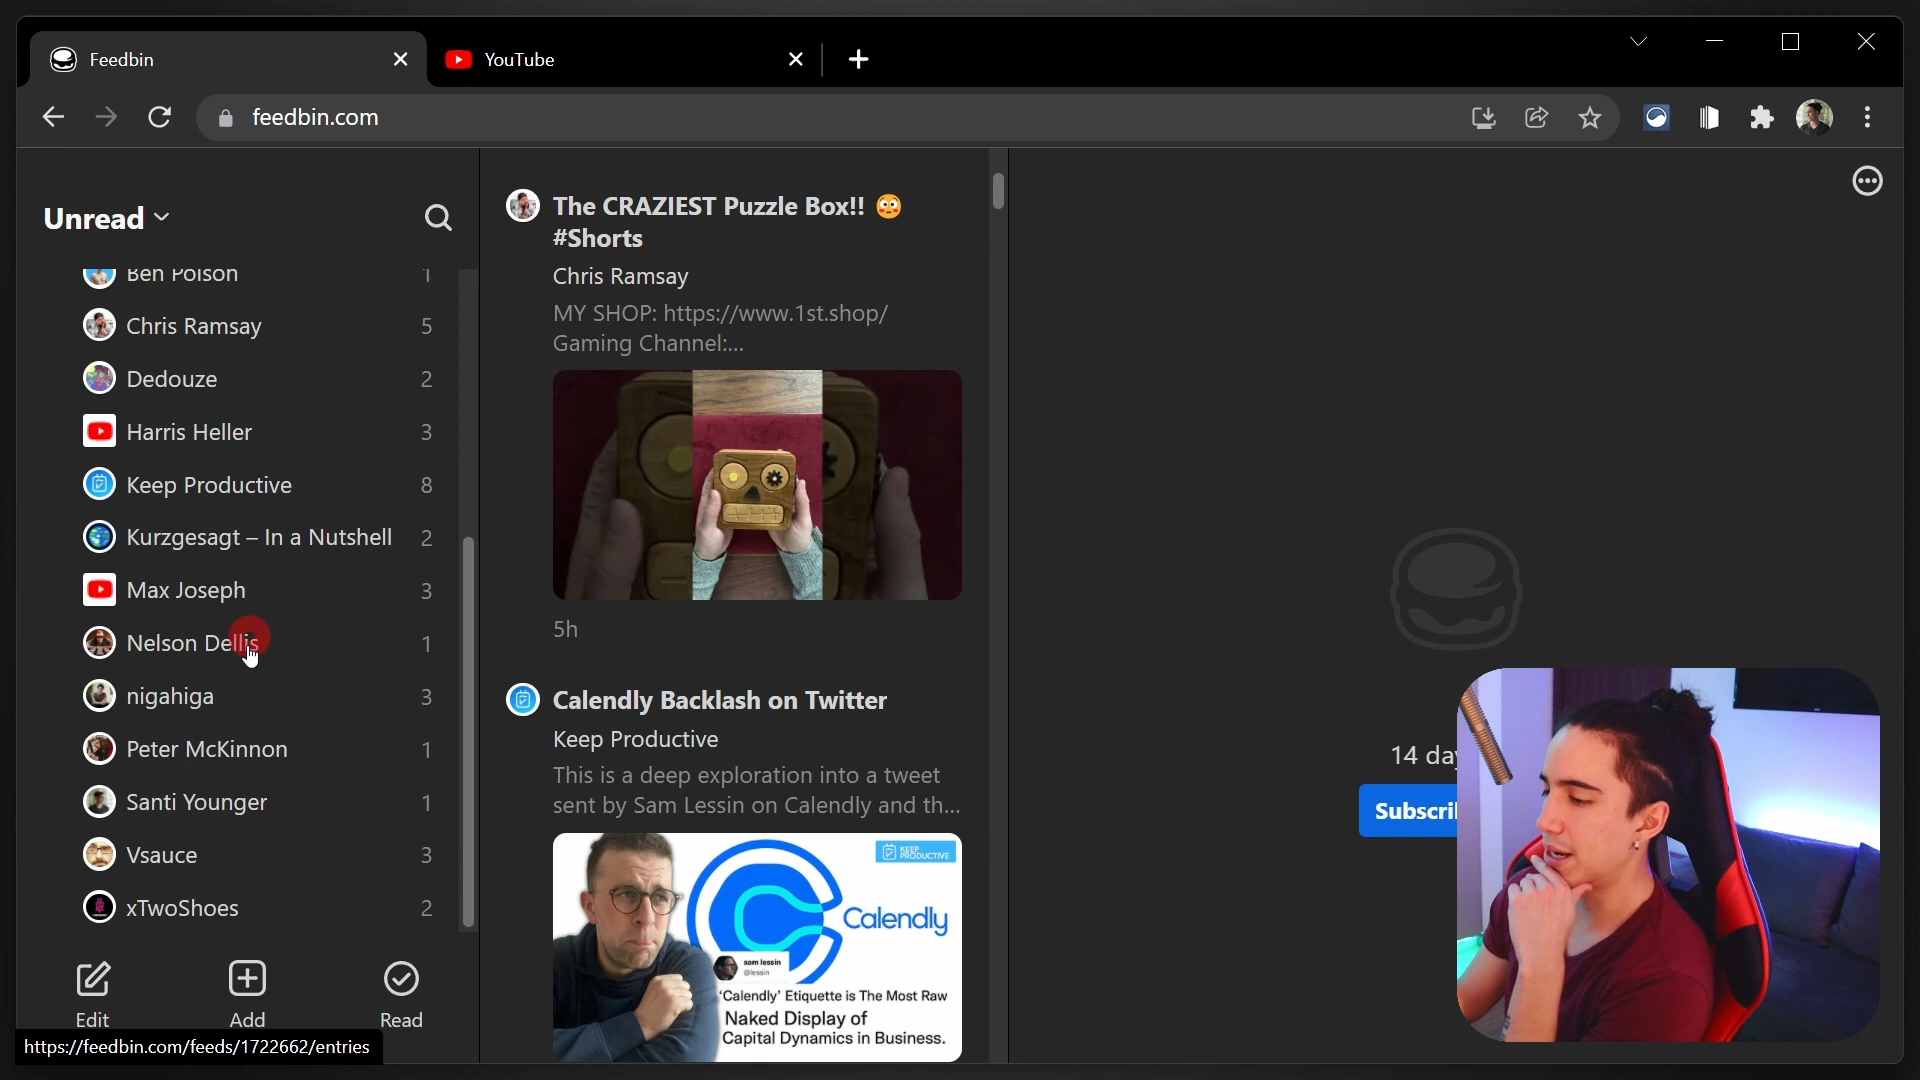 Feedbin
YouTube
feedbin.com
Unread
Ben Polson
1
Chris Ramsay
5
Dedouze
2
Harris Heller
3
Keep Productive
8
Kurzgesagt – In a Nutshell
2
Max Joseph
3
Nelson Dellis
1
nigahiga
3
Peter McKinnon
1
Santi Younger
1
Vsauce
3
xTwoShoes
2
Edit
Add
Read
https://feedbin.com/feeds/1722662/entries
The CRAZIEST Puzzle Box!! 😳
#Shorts
Chris Ramsay
MY SHOP: https://www.1st.shop/
Gaming Channel:...
5h
Calendly Backlash on Twitter
Keep Productive
This is a deep exploration into a tweet
sent by Sam Lessin on Calendly and th...
KEEP
PRODUCTIVE
Calendly
sam lessin
@lessin
'Calendly' Etiquette is The Most Raw
Naked Display of
Capital Dynamics in Business.
14 day
Subscri